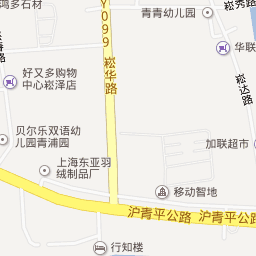 鸿多石材
Y099
崧秀路
青青幼儿园
华联
崧华路
崧达路
好又多购物
中心崧泽店
贝尔乐双语幼
儿园青浦园
加联超市
上海东亚羽
绒制品厂
移动智地
沪青平公路
沪青平公路
行知楼